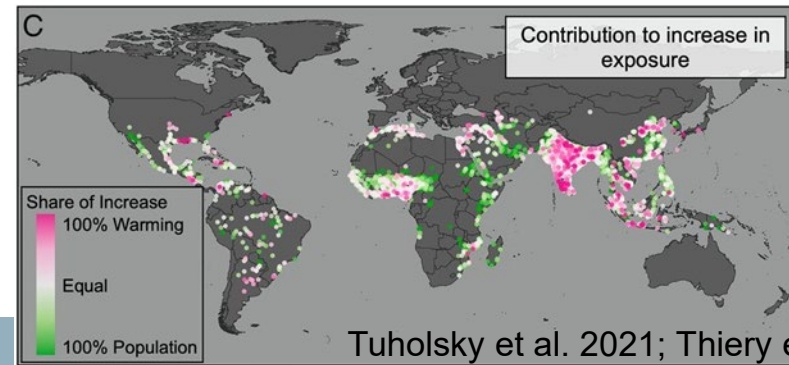 C
Contribution to increase in
exposure
Share of Increase
100% Warming
Equal
100% Population
Tuholsky et al. 2021; Thiery e